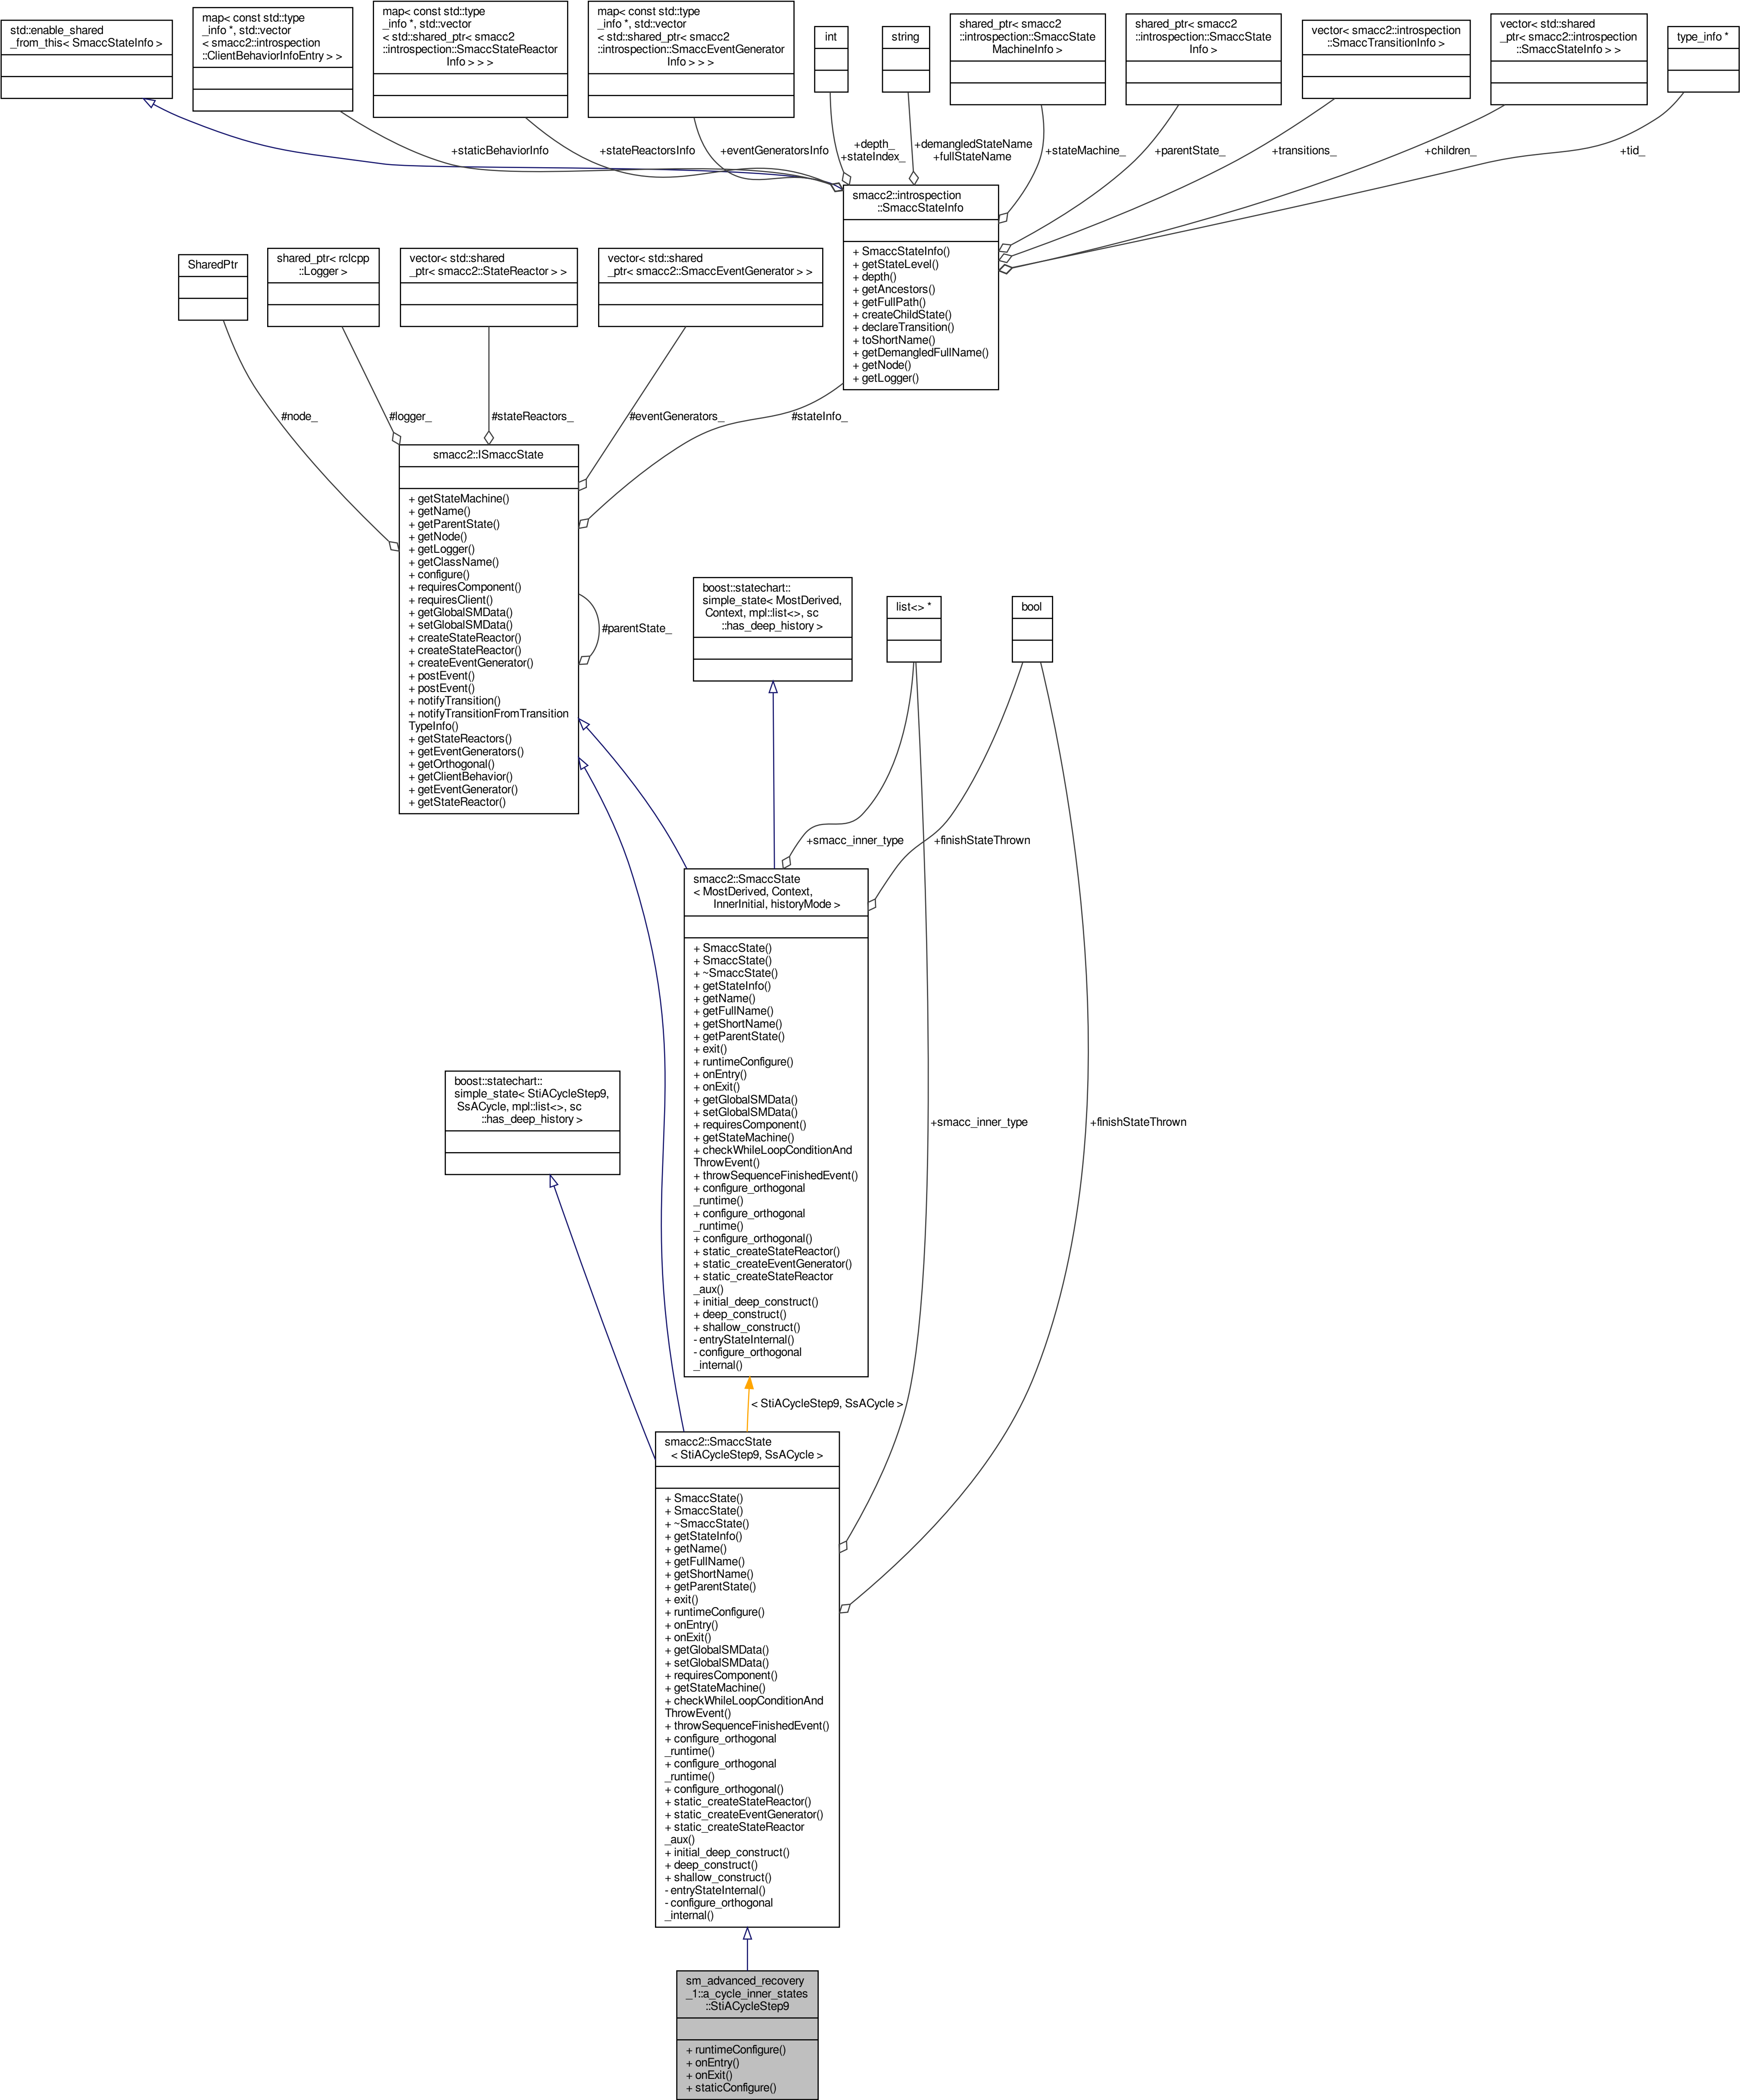 std::enable_shared
_from_this< SmaccStateInfo >
map< const std::type
_info *, std::vector
< smacc2::introspection
::ClientBehaviorInfoEntry > >
map< const std::type
_info *, std::vector
< std::shared_ptr< smacc2
::introspection::SmaccStateReactor
Info > > >
map< const std::type
_info *, std::vector
< std::shared_ptr< smacc2
::introspection::SmaccEventGenerator
Info > > >
int
string
shared_ptr< smacc2
::introspection::SmaccState
MachineInfo >
shared_ptr< smacc2
::introspection::SmaccState
Info >
vector< smacc2::introspection
::SmaccTransitionInfo >
vector< std::shared
_ptr< smacc2::introspection
::SmaccStateInfo > >
type_info *
+staticBehaviorInfo
+stateReactorsInfo
+eventGeneratorsInfo
+depth_
+stateIndex_
+demangledStateName
+fullStateName
+stateMachine_
+parentState_
+transitions_
+children_
+tid_
smacc2::introspection
::SmaccStateInfo
+ SmaccStateInfo()
+ getStateLevel()
+ depth()
+ getAncestors()
+ getFullPath()
+ createChildState()
+ declareTransition()
+ toShortName()
+ getDemangledFullName()
+ getNode()
+ getLogger()
SharedPtr
shared_ptr< rclcpp
::Logger >
vector< std::shared
_ptr< smacc2::StateReactor > >
vector< std::shared
_ptr< smacc2::SmaccEventGenerator > >
#node_
#logger_
#stateReactors_
#eventGenerators_
#stateInfo_
smacc2::ISmaccState
+ getStateMachine()
+ getName()
+ getParentState()
+ getNode()
+ getLogger()
+ getClassName()
+ configure()
+ requiresComponent()
+ requiresClient()
+ getGlobalSMData()
+ setGlobalSMData()
+ createStateReactor()
+ createStateReactor()
+ createEventGenerator()
+ postEvent()
+ postEvent()
+ notifyTransition()
+ notifyTransitionFromTransition
TypeInfo()
+ getStateReactors()
+ getEventGenerators()
+ getOrthogonal()
+ getClientBehavior()
+ getEventGenerator()
+ getStateReactor()
#parentState_
boost::statechart::
simple_state< MostDerived,
Context, mpl::list<>, sc
::has_deep_history >
list<> *
bool
+smacc_inner_type
+finishStateThrown
smacc2::SmaccState
< MostDerived, Context,
InnerInitial, historyMode >
+ SmaccState()
+ SmaccState()
+ ~SmaccState()
+ getStateInfo()
+ getName()
+ getFullName()
+ getShortName()
+ getParentState()
+ exit()
+ runtimeConfigure()
+ onEntry()
+ onExit()
+ getGlobalSMData()
+ setGlobalSMData()
+ requiresComponent()
+ getStateMachine()
+ checkWhileLoopConditionAnd
ThrowEvent()
+ throwSequenceFinishedEvent()
+ configure_orthogonal
_runtime()
+ configure_orthogonal
_runtime()
+ configure_orthogonal()
+ static_createStateReactor()
+ static_createEventGenerator()
+ static_createStateReactor
_aux()
+ initial_deep_construct()
+ deep_construct()
+ shallow_construct()
- entryStateInternal()
- configure_orthogonal
_internal()
boost::statechart::
simple_state< StiACycleStep9,
SsACycle, mpl::list<>, sc
::has_deep_history >
+smacc_inner_type
+finishStateThrown
< StiACycleStep9, SsACycle >
smacc2::SmaccState
< StiACycleStep9, SsACycle >
+ SmaccState()
+ SmaccState()
+ ~SmaccState()
+ getStateInfo()
+ getName()
+ getFullName()
+ getShortName()
+ getParentState()
+ exit()
+ runtimeConfigure()
+ onEntry()
+ onExit()
+ getGlobalSMData()
+ setGlobalSMData()
+ requiresComponent()
+ getStateMachine()
+ checkWhileLoopConditionAnd
ThrowEvent()
+ throwSequenceFinishedEvent()
+ configure_orthogonal
_runtime()
+ configure_orthogonal
_runtime()
+ configure_orthogonal()
+ static_createStateReactor()
+ static_createEventGenerator()
+ static_createStateReactor
_aux()
+ initial_deep_construct()
+ deep_construct()
+ shallow_construct()
- entryStateInternal()
- configure_orthogonal
_internal()
sm_advanced_recovery
_1::a_cycle_inner_states
::StiACycleStep9
+ runtimeConfigure()
+ onEntry()
+ onExit()
+ staticConfigure()